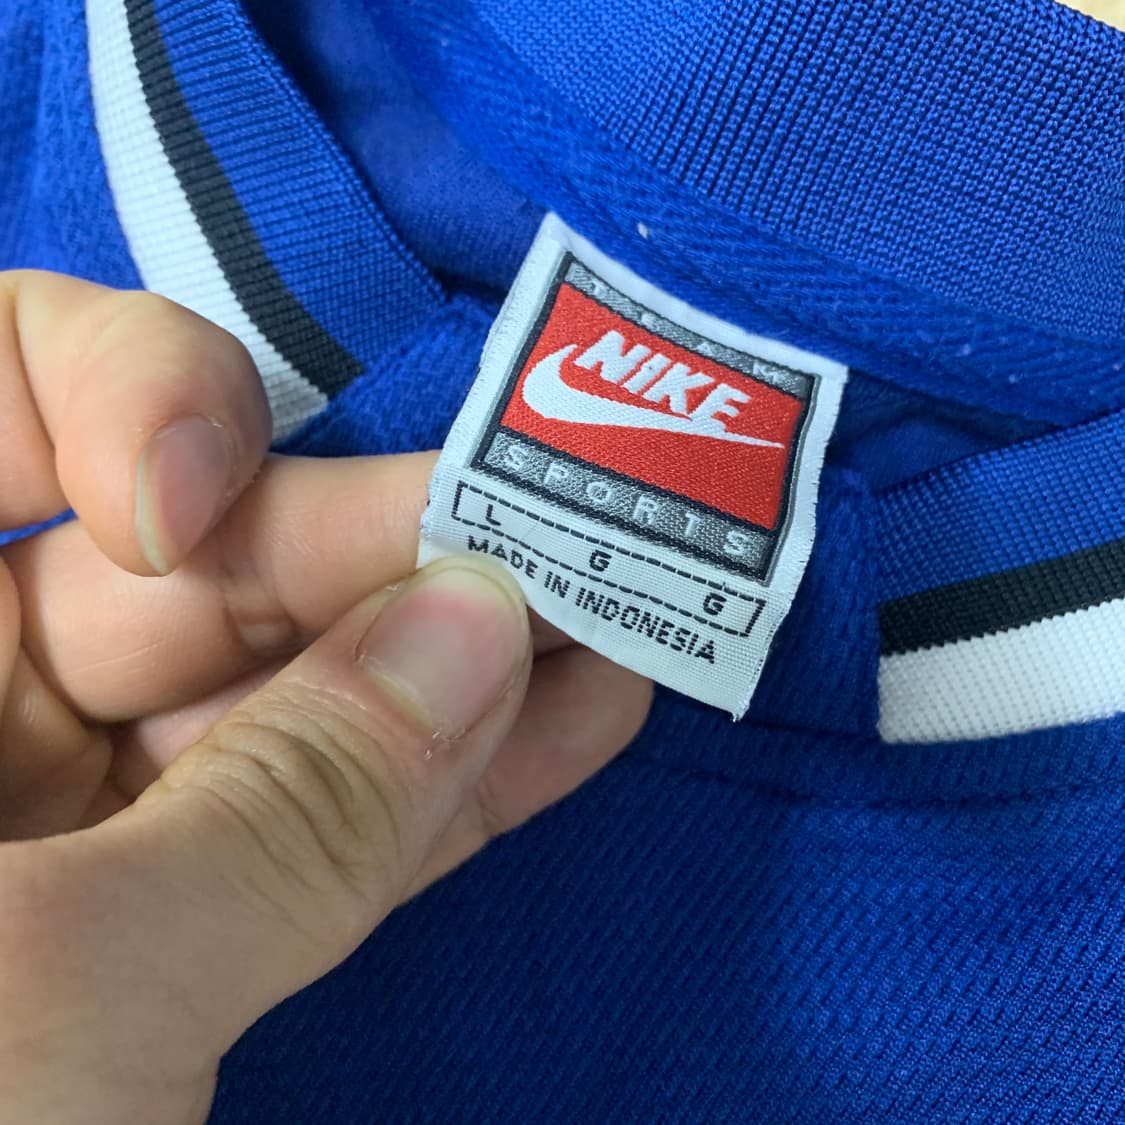 TEAM
NIKE
SPORTS
L G G
MADE IN INDONESIA